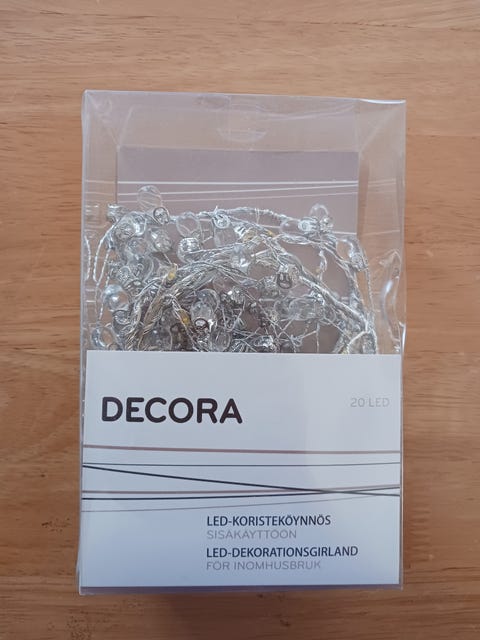 DECORA
20 LED
LED-KORISTEKÖYNNÖS
SISÄKÄYTTÖÖN
LED-DEKORATIONSGIRLAND
FÖR INOMHUSBRUK